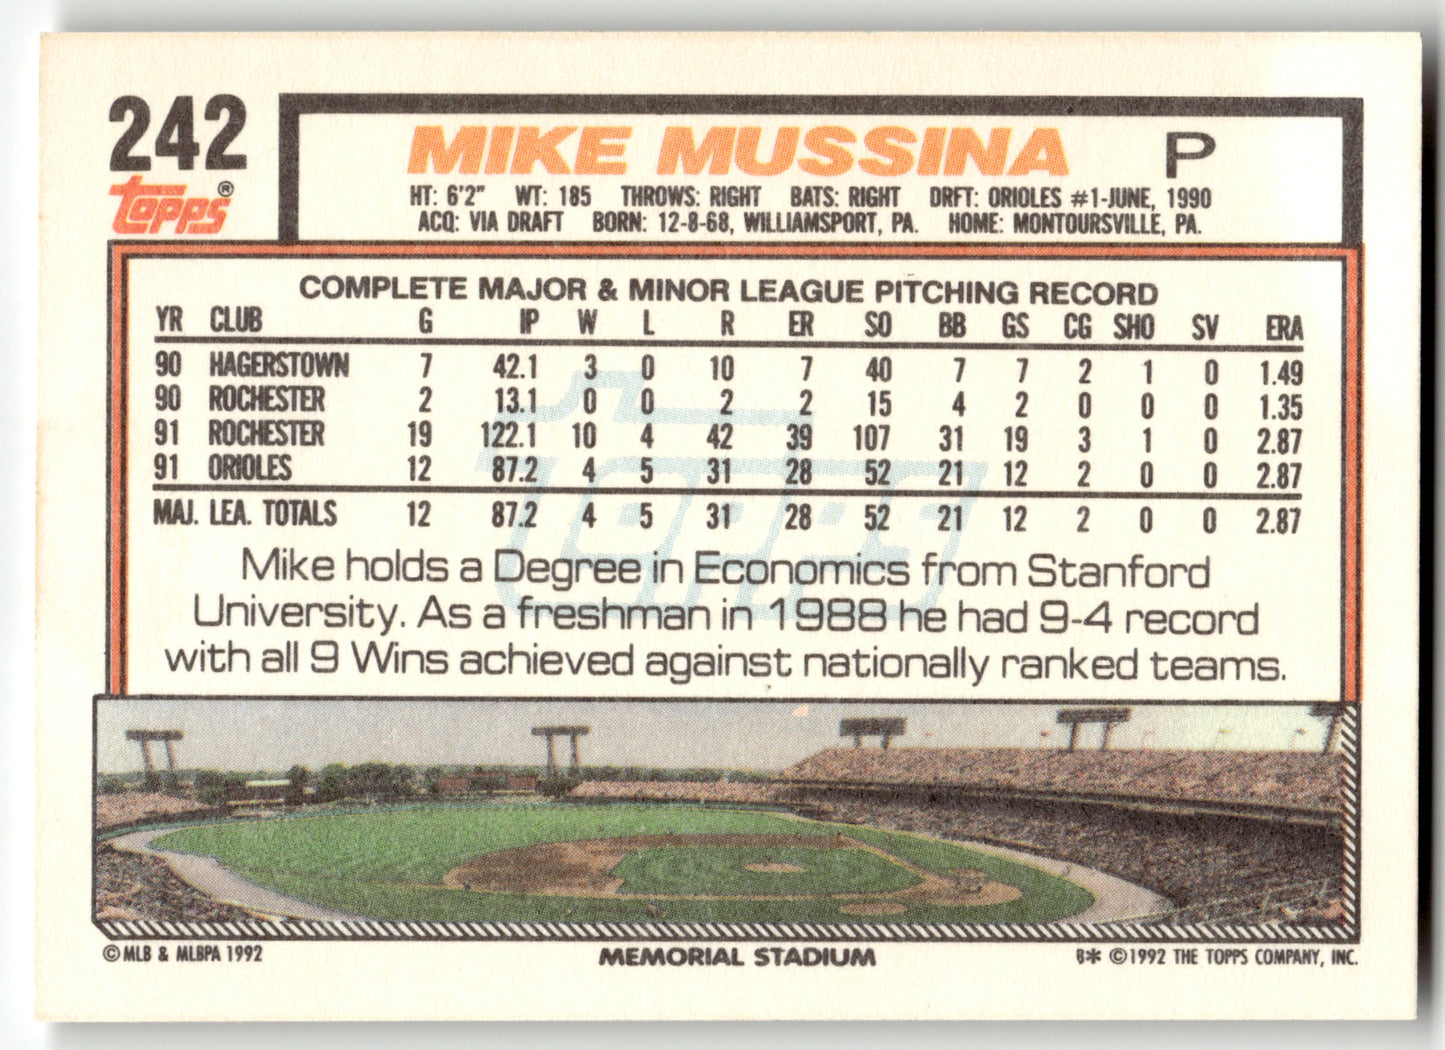 242
Topps®
MIKE MUSSINA P
HT: 6'2" WT: 185 THROWS: RIGHT BATS: RIGHT DRFT: ORIOLES #1-JUNE, 1990
ACQ: VIA DRAFT BORN: 12-8-68, WILLIAMSPORT, PA. HOME: MONTOURSVILLE, PA.
COMPLETE MAJOR & MINOR LEAGUE PITCHING RECORD
YR CLUB G IP W L R ER SO BB GS CG SHO SV ERA
90 HAGERSTOWN 7 42.1 3 0 10 7 40 7 7 2 1 0 1.49
90 ROCHESTER 2 13.1 0 0 2 2 15 4 2 0 0 0 1.35
91 ROCHESTER 19 122.1 10 4 42 39 107 31 19 3 1 0 2.87
91 ORIOLES 12 87.2 4 5 31 28 52 21 12 2 0 0 2.87
MAJ. LEA. TOTALS 12 87.2 4 5 31 28 52 21 12 2 0 0 2.87
Topps
Mike holds a Degree in Economics from Stanford
University. As a freshman in 1988 he had 9-4 record
with all 9 Wins achieved against nationally ranked teams.
© MLB & MLBPA 1992
MEMORIAL STADIUM
B* © 1992 THE TOPPS COMPANY, INC.